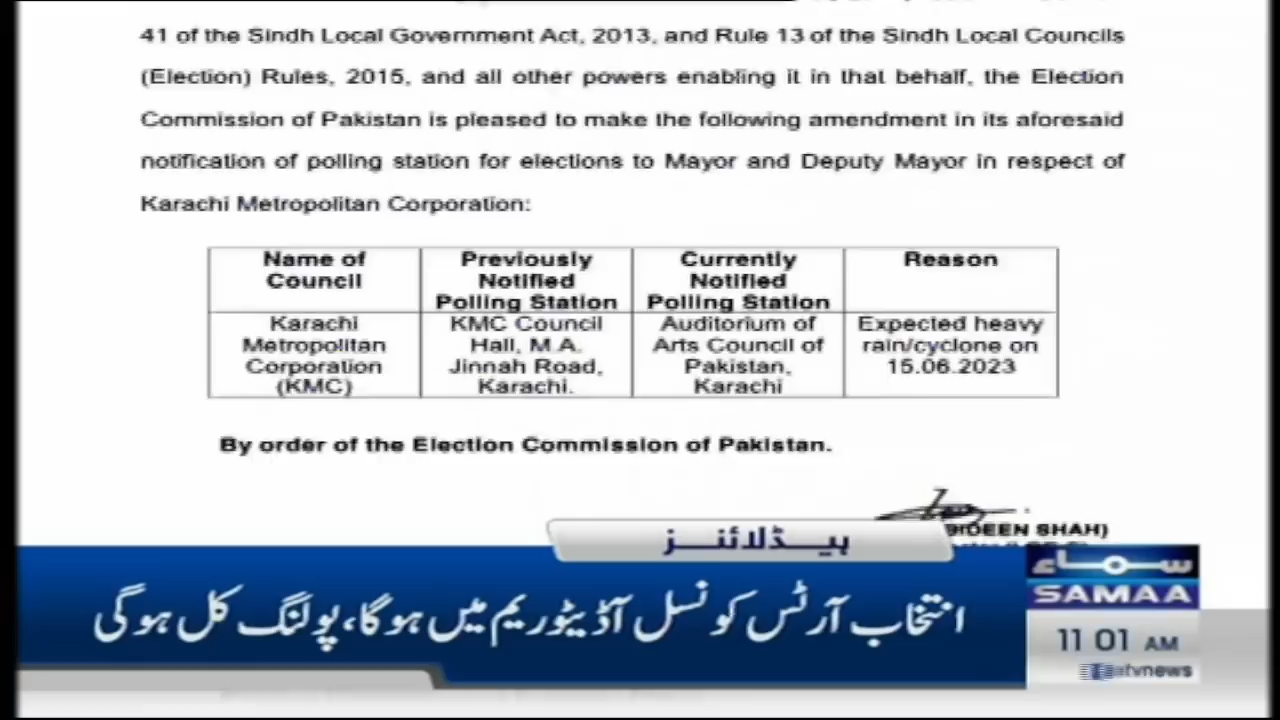 41 of the Sindh Local Government Act, 2013, and Rule 13 of the Sindh Local Councils
(Election) Rules, 2015, and all other powers enabling it in that behalf, the Election
Commission of Pakistan is pleased to make the following amendment in its aforesaid
notification of polling station for elections to Mayor and Deputy Mayor in respect of
Karachi Metropolitan Corporation:
Name of Council
Previously Notified Polling Station
Currently Notified Polling Station
Reason
Karachi Metropolitan Corporation (KMC)
KMC Council Hall, M.A. Jinnah Road, Karachi.
Auditorium of Arts Council of Pakistan, Karachi
Expected heavy rain/cyclone on 15.06.2023
By order of the Election Commission of Pakistan.
SHAH)
ہیڈلائنز
انتخاب آرٹس کونسل آڈیٹوریم میں ہوگا، پولنگ کل ہوگی
سماء
SAMAA
11 01 AM